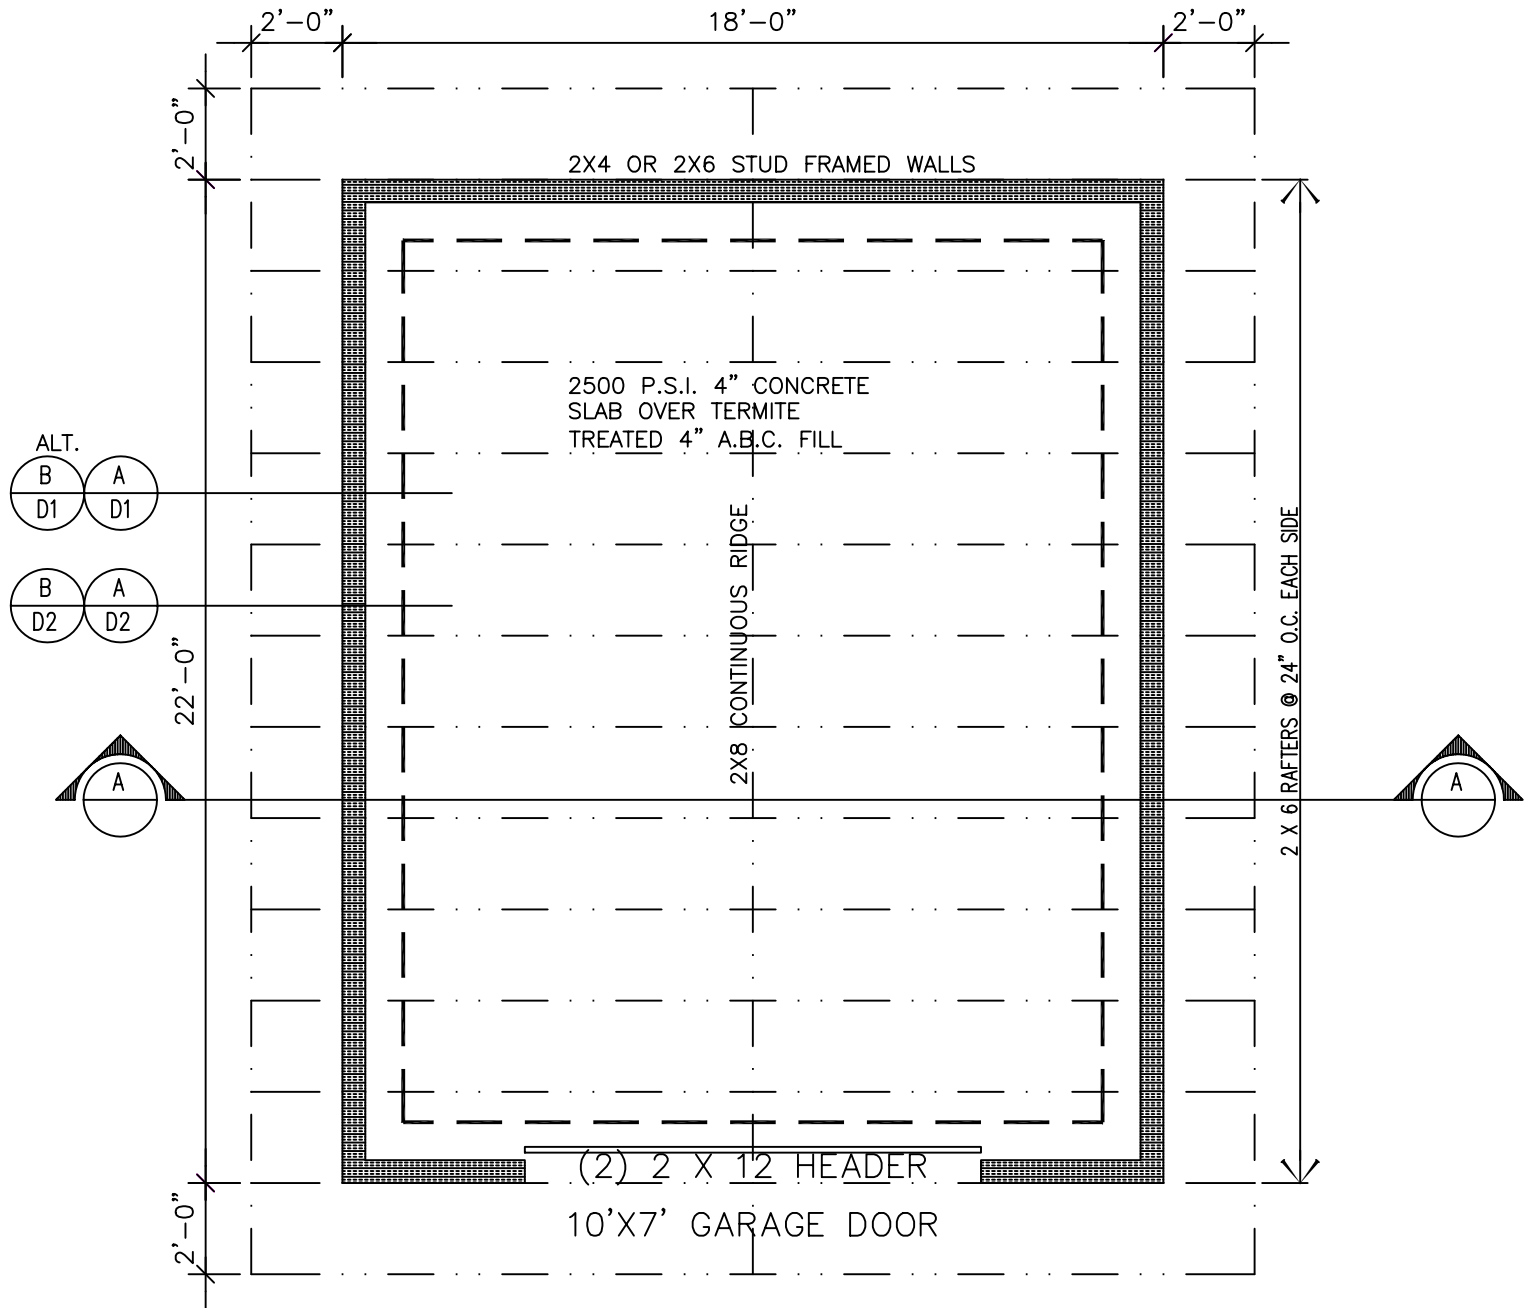 2'-0"
18'-0"
2'-0"
2'-0"
2X4 OR 2X6 STUD FRAMED WALLS
2500 P.S.I. 4" CONCRETE
SLAB OVER TERMITE
TREATED 4" A.B.C. FILL
ALT.
B
D1
A
D1
B
D2
A
D2
22'-0"
2X8 CONTINUOUS RIDGE
2 X 6 RAFTERS @ 24" O.C. EACH SIDE
A
A
(2) 2 X 12 HEADER
10'X7' GARAGE DOOR
2'-0"